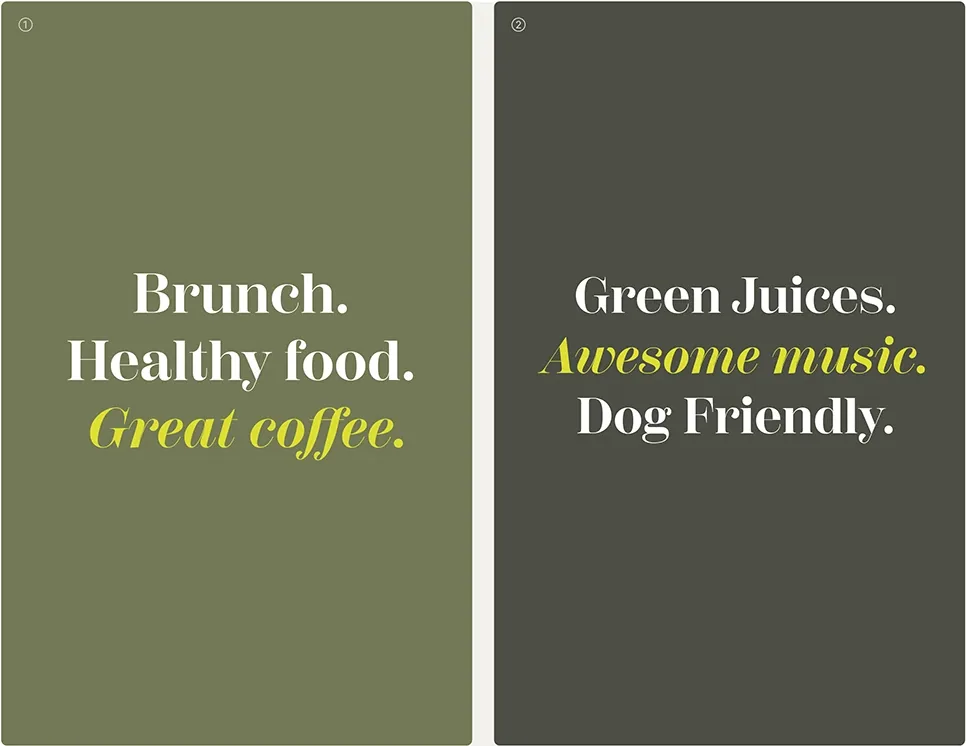 ①
Brunch.
Healthy food.
Great coffee.
②
Green Juices.
Awesome music.
Dog Friendly.